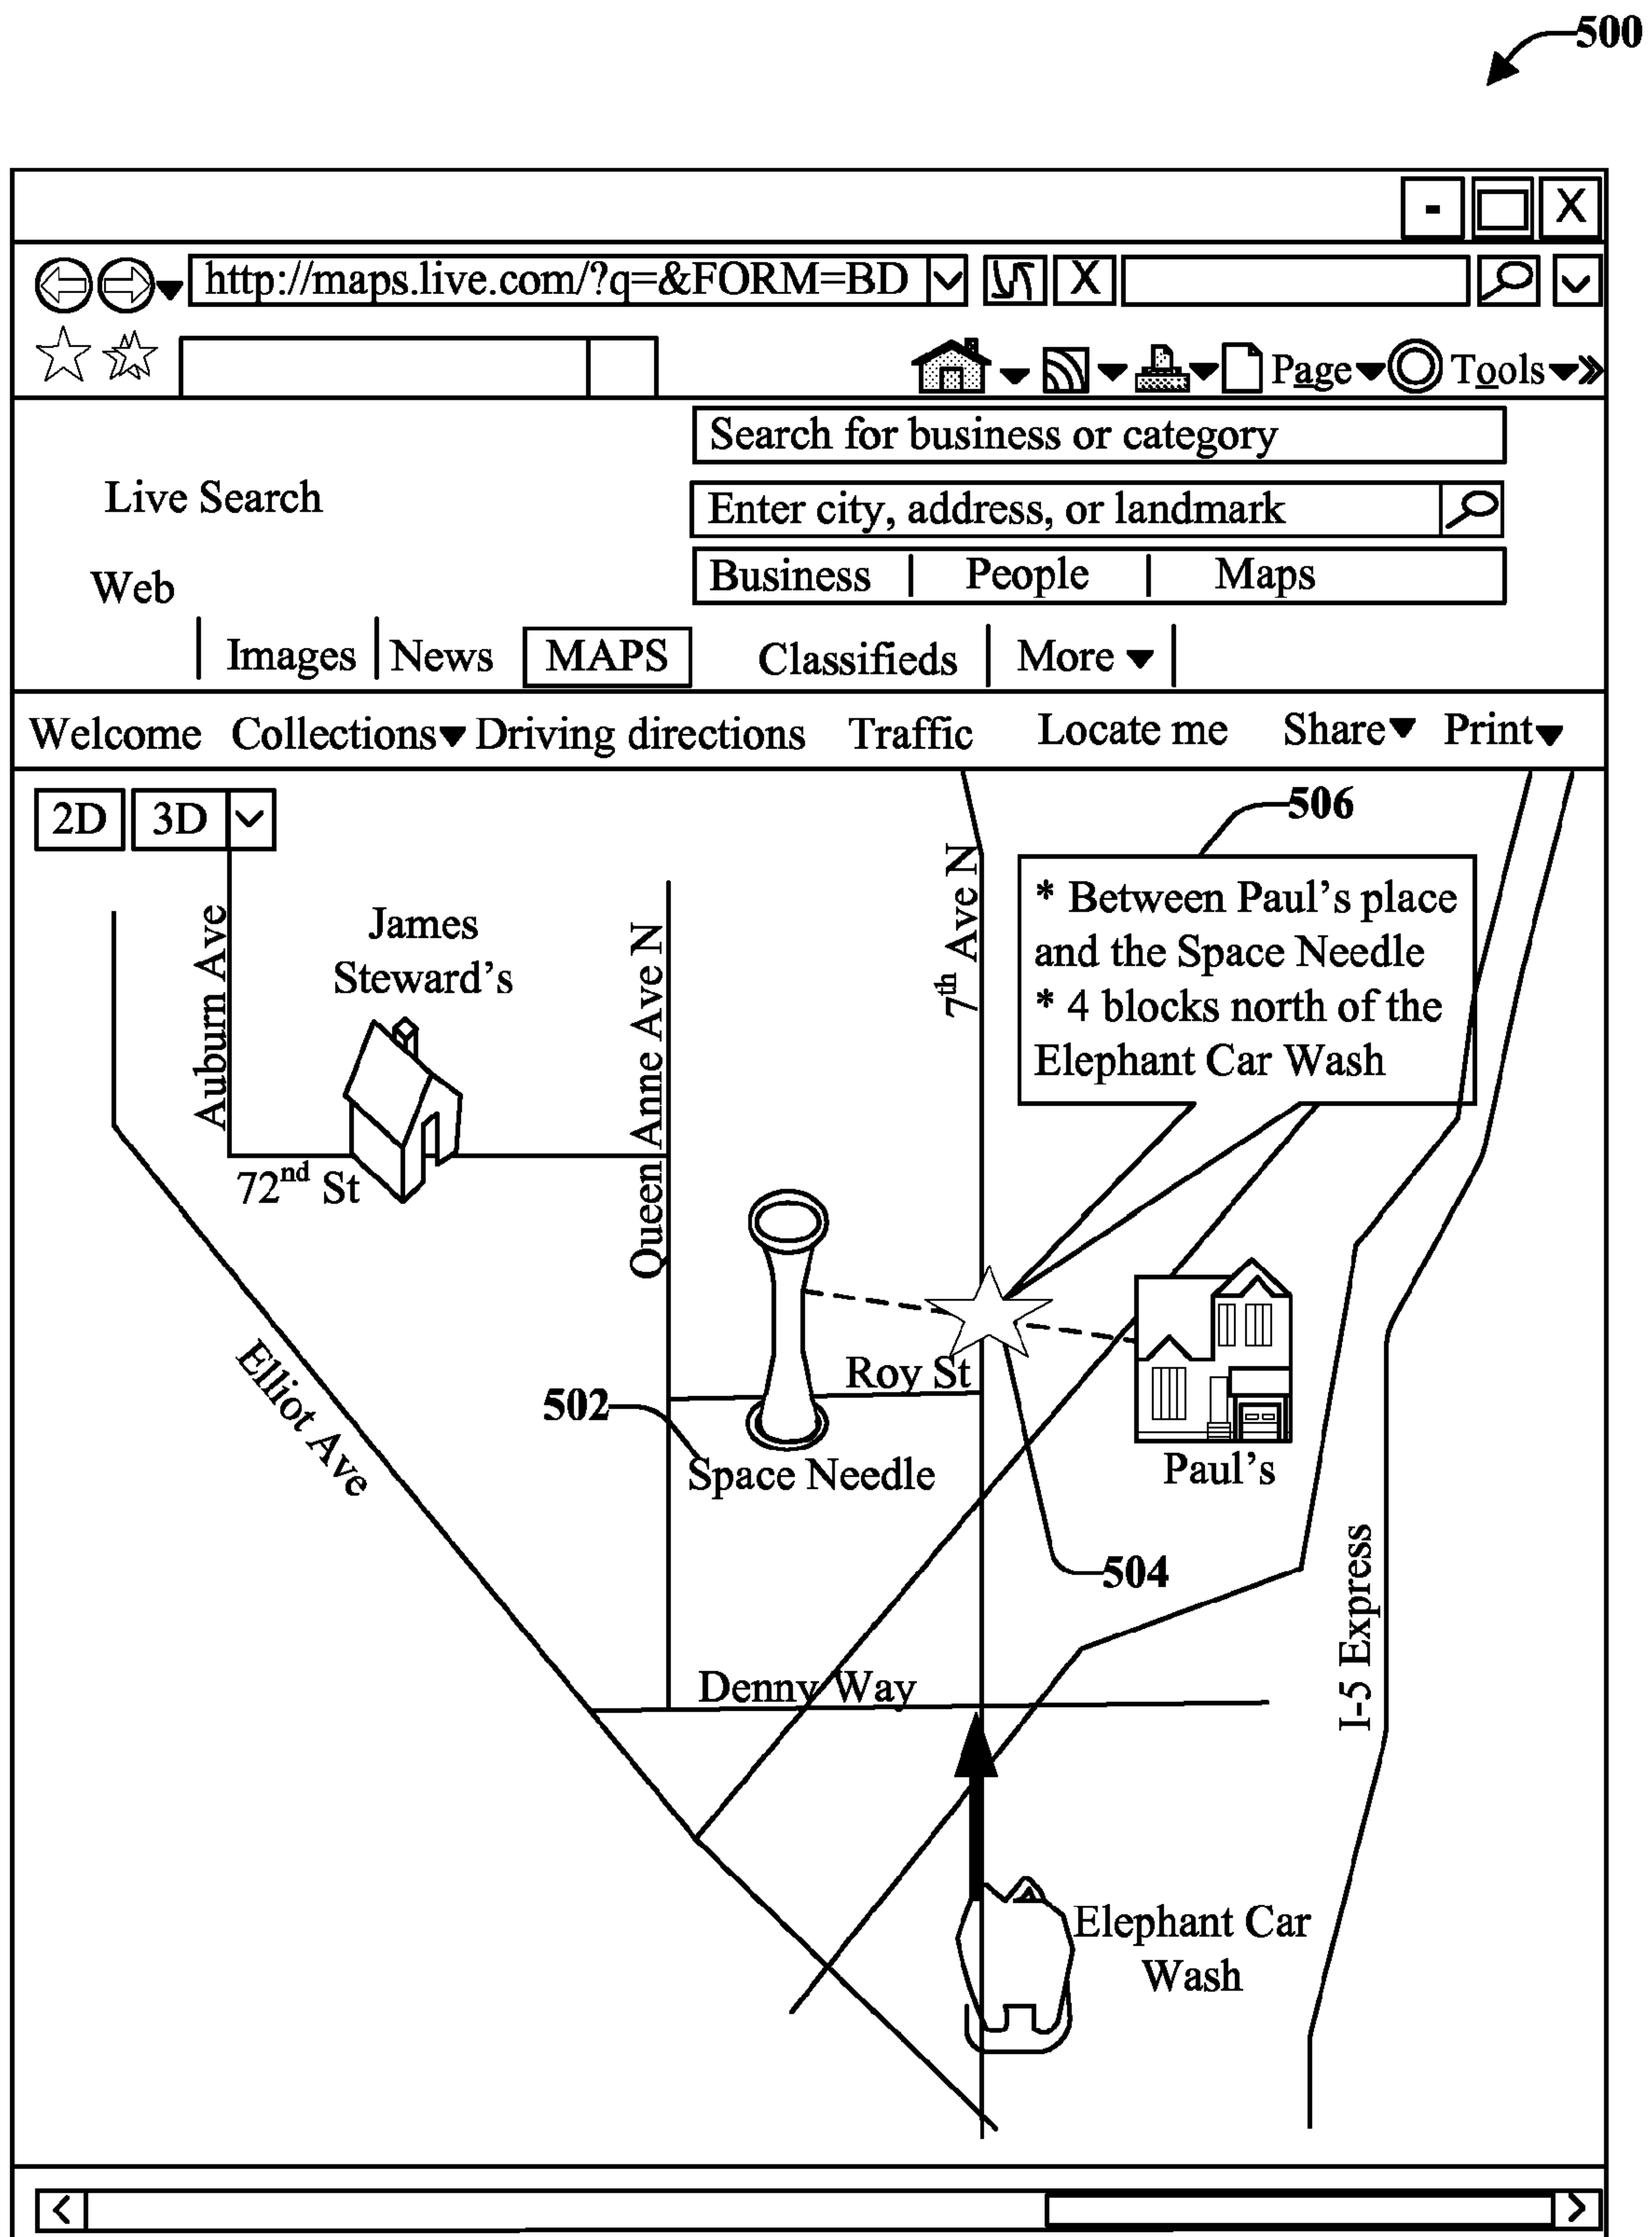 500
- X
http://maps.live.com/?q=&FORM=BD X
Page Tools
Search for business or category
Live Search
Enter city, address, or landmark
Web
Business | People | Maps
Images News MAPS Classifieds More
Welcome Collections Driving directions Traffic Locate me Share Print
2D 3D
506
Auburn Ave
James
Steward's
Queen Anne Ave N
7th Ave N
* Between Paul's place
and the Space Needle
* 4 blocks north of the
Elephant Car Wash
72nd St
Elliot Ave
Roy St
502
Space Needle
Paul's
504
I-5 Express
Denny Way
Elephant Car
Wash